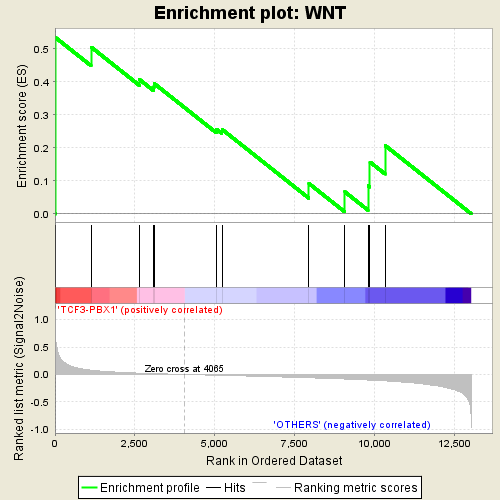 Enrichment plot: WNT
Enrichment score (ES)
0.5
0.4
0.3
0.2
0.1
0.0
'TCF3-PBX1' (positively correlated)
Ranked list metric (Signal2Noise)
1.0
0.5
0.0
-0.5
-1.0
Zero cross at 4065
'OTHERS' (negatively correlated)
0 2,500 5,000 7,500 10,000 12,500
Rank in Ordered Dataset
Enrichment profile Hits Ranking metric scores